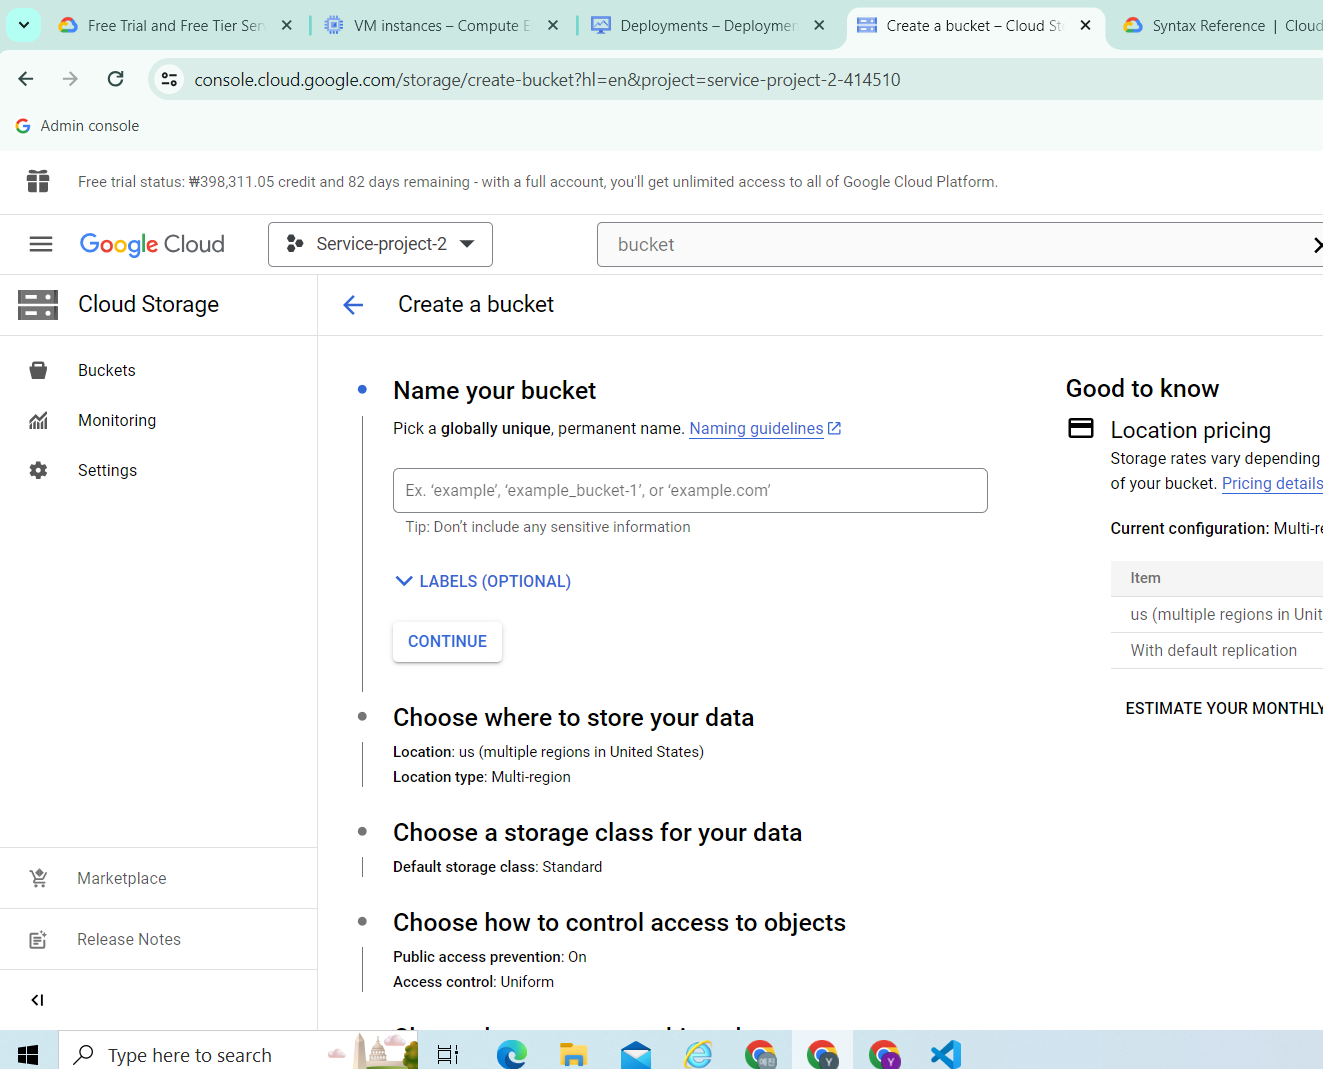 Free Trial and Free Tier Ser
VM instances – Compute E
Deployments – Deploymen
Create a bucket – Cloud St
Syntax Reference | Cloud
console.cloud.google.com/storage/create-bucket?hl=en&project=service-project-2-414510
Admin console
Free trial status: ₩398,311.05 credit and 82 days remaining - with a full account, you'll get unlimited access to all of Google Cloud Platform.
Google Cloud
Service-project-2
bucket
Cloud Storage
Create a bucket
Buckets
Monitoring
Settings
Marketplace
Release Notes
Name your bucket
Pick a globally unique, permanent name. Naming guidelines
Ex. ‘example’, ‘example_bucket-1’, or ‘example.com’
Tip: Don’t include any sensitive information
LABELS (OPTIONAL)
CONTINUE
Choose where to store your data
Location: us (multiple regions in United States)
Location type: Multi-region
Choose a storage class for your data
Default storage class: Standard
Choose how to control access to objects
Public access prevention: On
Access control: Uniform
Good to know
Location pricing
Storage rates vary depending
of your bucket. Pricing details
Current configuration: Multi-re
Item
us (multiple regions in Unit
With default replication
ESTIMATE YOUR MONTHLY
Type here to search